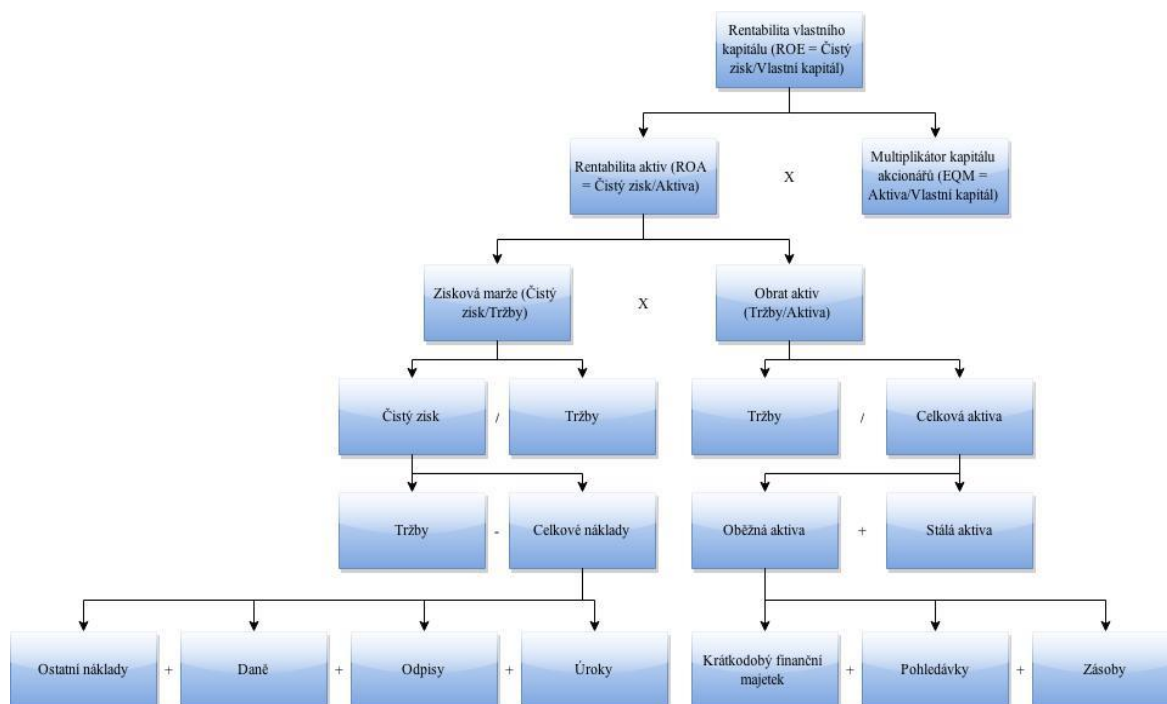 Rentabilita vlastního
kapitálu (ROE = Čistý
zisk/Vlastní kapitál)
Rentabilita aktiv (ROA
= Čistý zisk/Aktiva)
X
Multiplikátor kapitálu
akcionářů (EQM =
Aktiva/Vlastní kapitál)
Zisková marže (Čistý
zisk/Tržby)
X
Obrat aktiv
(Tržby/Aktiva)
Čistý zisk
/
Tržby
Tržby
/
Celková aktiva
Tržby
-
Celkové náklady
Oběžná aktiva
+
Stálá aktiva
Ostatní náklady
+
Daně
+
Odpisy
+
Úroky
Krátkodobý finanční
majetek
+
Pohledávky
+
Zásoby